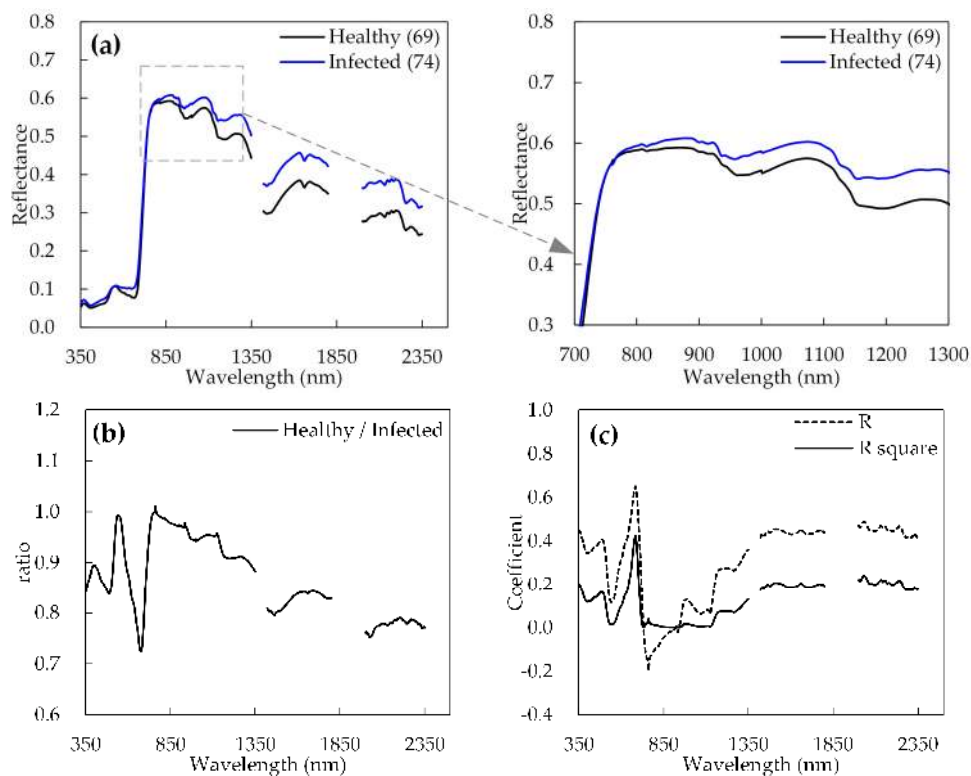 (a)
Healthy (69)
Infected (74)
0.8
0.7
0.6
0.5
0.4
0.3
0.2
0.1
0.0
Reflectance
350 850 1350 1850 2350
Wavelength (nm)
Healthy (69)
Infected (74)
0.8
0.7
0.6
0.5
0.4
0.3
Reflectance
700 800 900 1000 1100 1200 1300
Wavelength (nm)
(b)
Healthy / Infected
1.2
1.1
1.0
0.9
0.8
0.7
0.6
ratio
350 850 1350 1850 2350
Wavelength (nm)
(c)
R
R square
1.0
0.8
0.6
0.4
0.2
0.0
-0.2
-0.4
Coefficient
350 850 1350 1850 2350
Wavelength (nm)